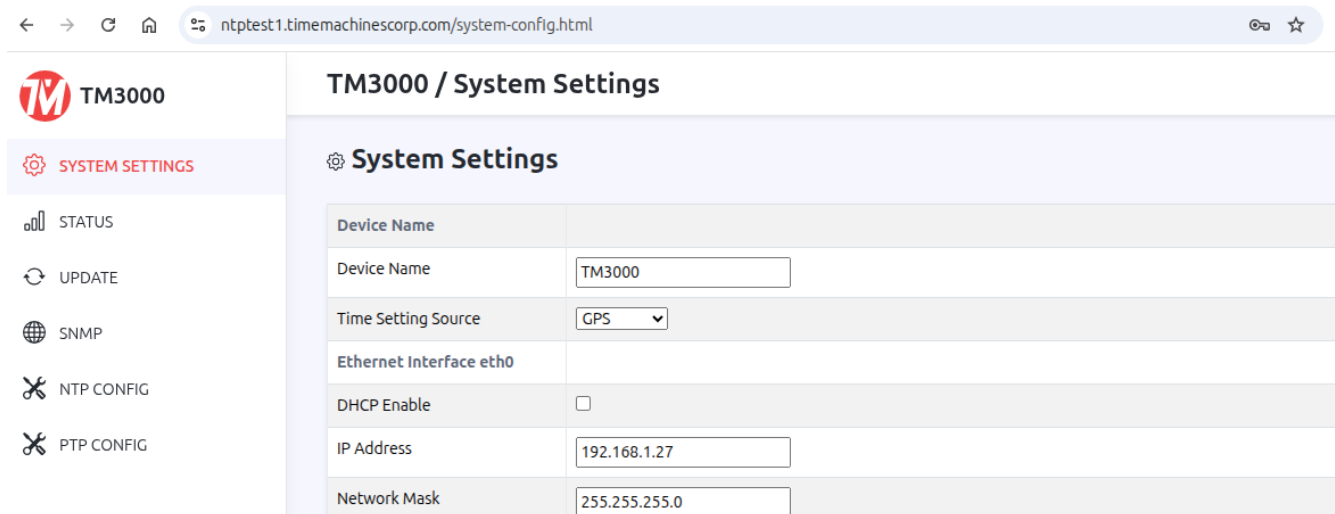 ntptest1.timemachinescorp.com/system-config.html
TM TM3000
SYSTEM SETTINGS
STATUS
UPDATE
SNMP
NTP CONFIG
PTP CONFIG
TM3000 / System Settings
System Settings
Device Name
Device Name TM3000
Time Setting Source GPS
Ethernet Interface eth0
DHCP Enable
IP Address 192.168.1.27
Network Mask 255.255.255.0